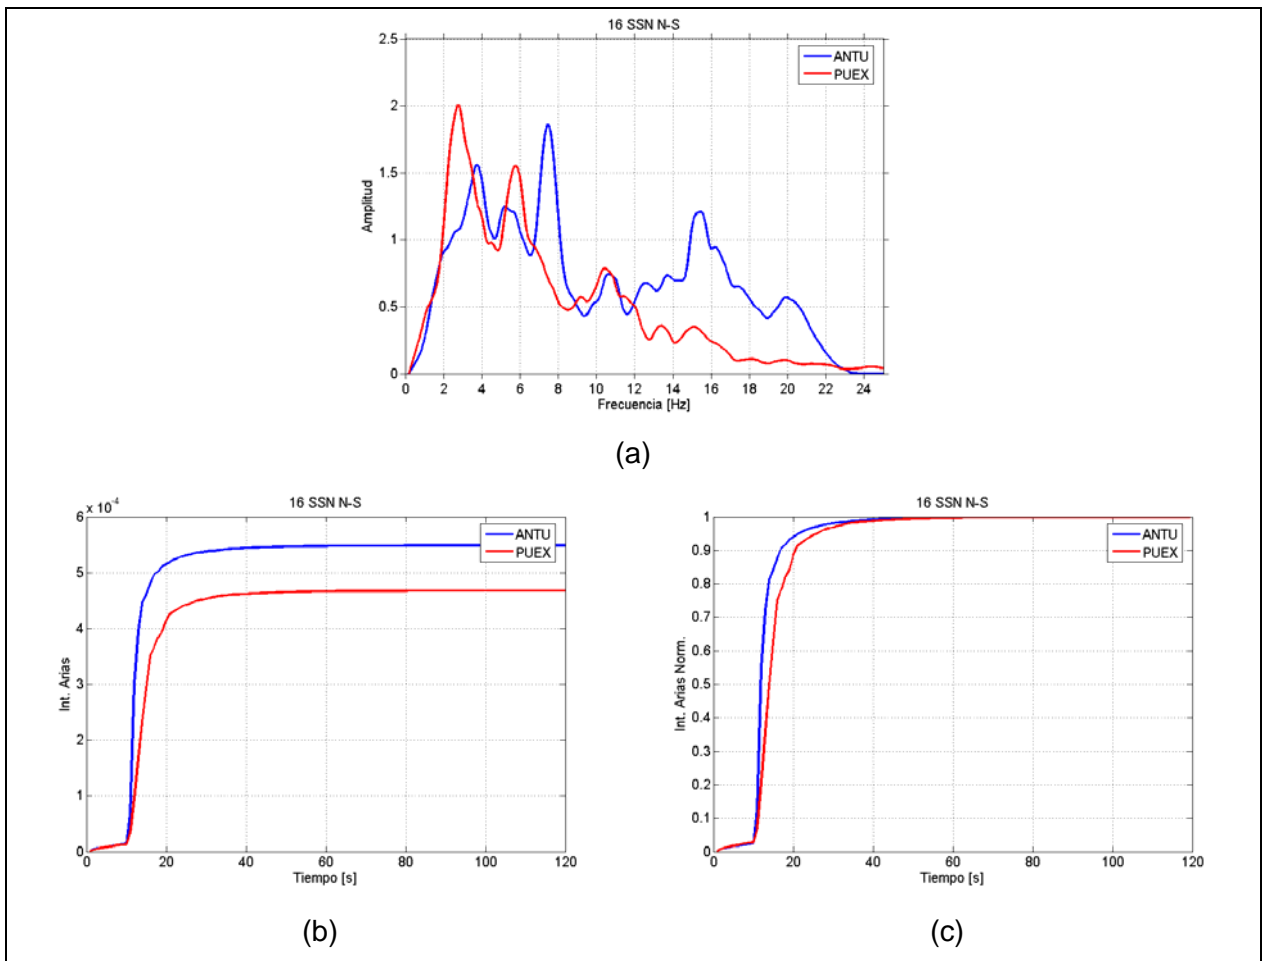 16 SSN N-S
2.5
2
1.5
1
0.5
0
Amplitud
ANTU
PUEX
0 2 4 6 8 10 12 14 16 18 20 22 24
Frecuencia [Hz]
(a)
16 SSN N-S
x 10-4
6
5
4
3
2
1
0
Int. Arias
ANTU
PUEX
0 20 40 60 80 100 120
Tiempo [s]
(b)
16 SSN N-S
1
0.9
0.8
0.7
0.6
0.5
0.4
0.3
0.2
0.1
0
Int. Arias Norm.
ANTU
PUEX
0 20 40 60 80 100 120
Tiempo [s]
(c)